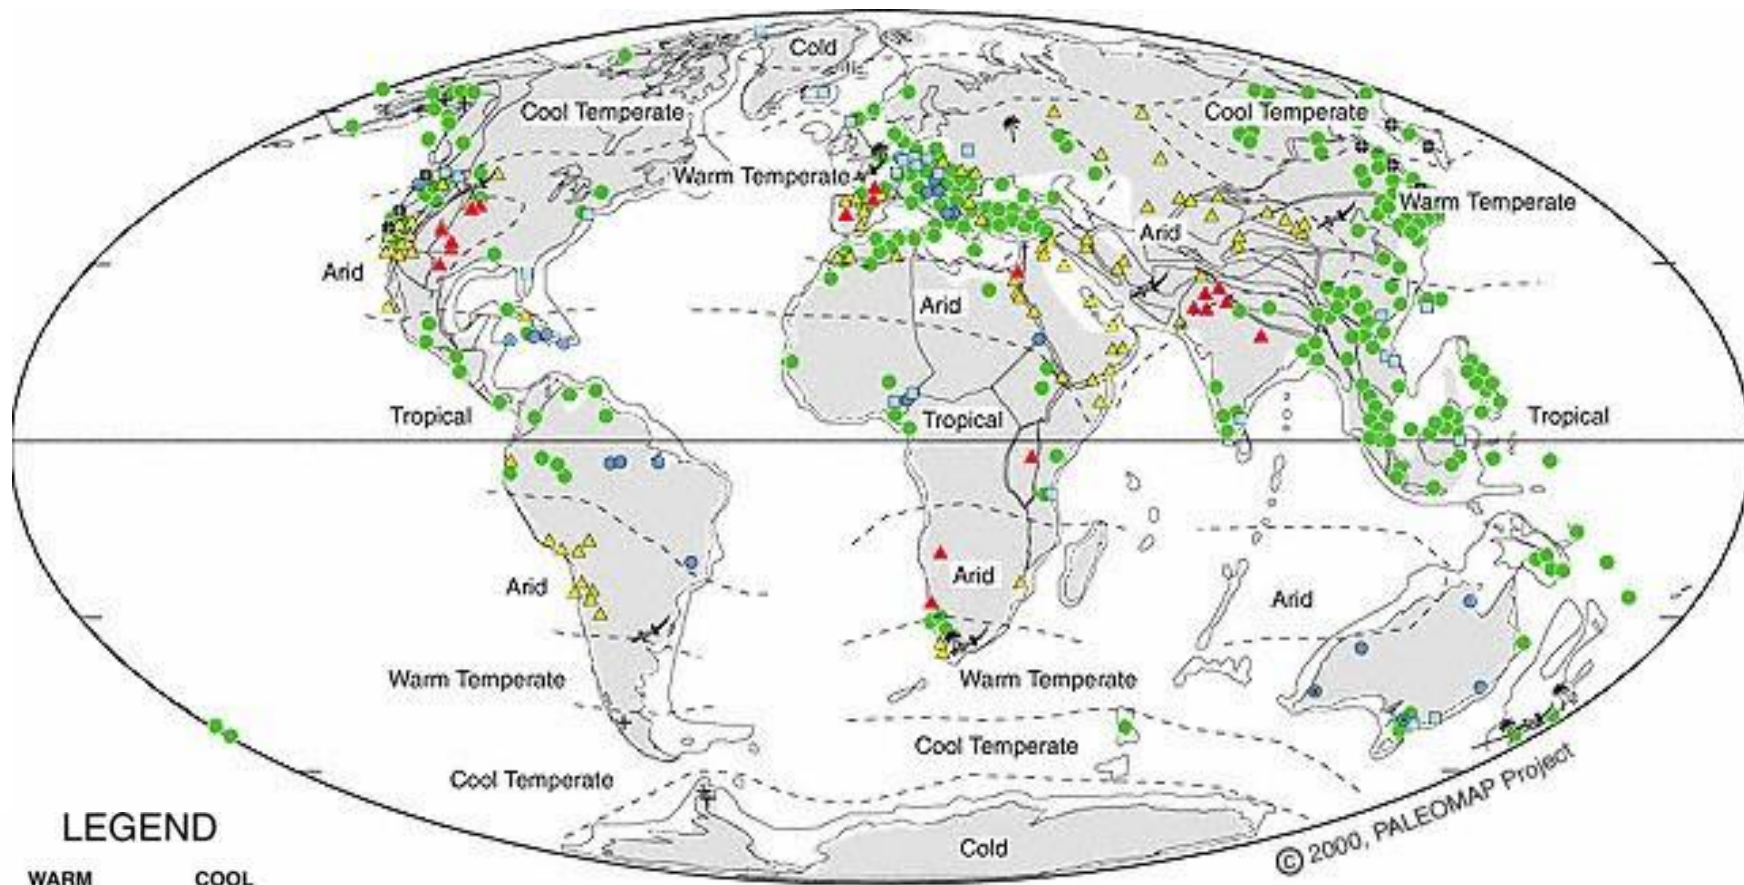 Cold
Cool Temperate
Cool Temperate
Warm Temperate
Warm Temperate
Arid
Arid
Arid
Tropical
Tropical
Tropical
Arid
Arid
Arid
Warm Temperate
Warm Temperate
Cool Temperate
Cool Temperate
Cold
© 2000, PALEOMAP Project
LEGEND
WARM COOL